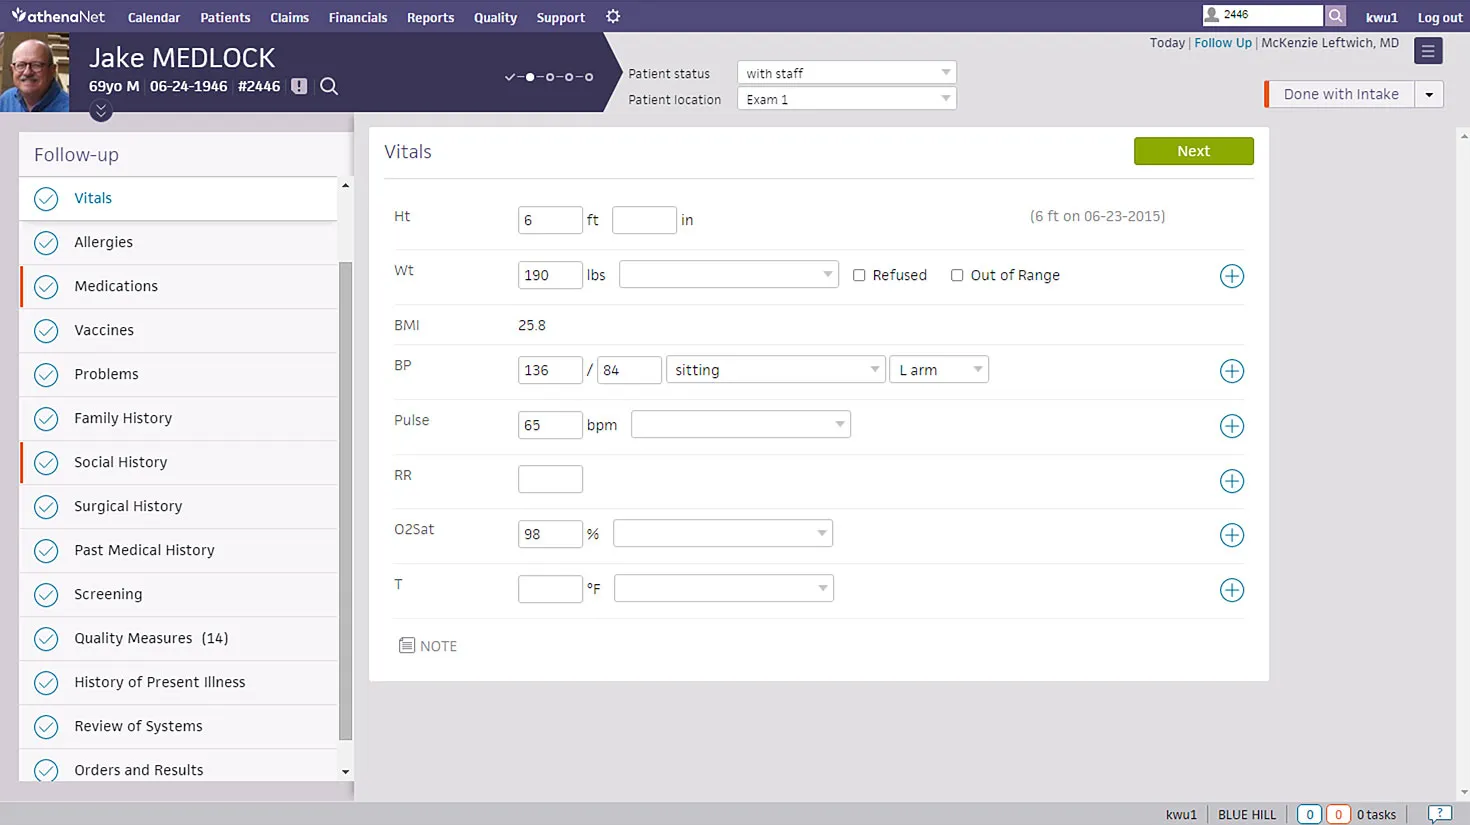 athenaNet Calendar Patients Claims Financials Reports Quality Support 2446 kwu1 Log out
Jake MEDLOCK
69yo M 06-24-1946 #2446 !
Today | Follow Up | McKenzie Leftwich, MD
Patient status with staff
Patient location Exam 1
Done with Intake
Follow-up
Vitals
Allergies
Medications
Vaccines
Problems
Family History
Social History
Surgical History
Past Medical History
Screening
Quality Measures (14)
History of Present Illness
Review of Systems
Orders and Results
Vitals Next
Ht 6 ft in (6 ft on 06-23-2015)
Wt 190 lbs Refused Out of Range
BMI 25.8
BP 136 / 84 sitting L arm
Pulse 65 bpm
RR
O2Sat 98 %
T °F
NOTE
kwu1 BLUE HILL 0 0 0 tasks ?